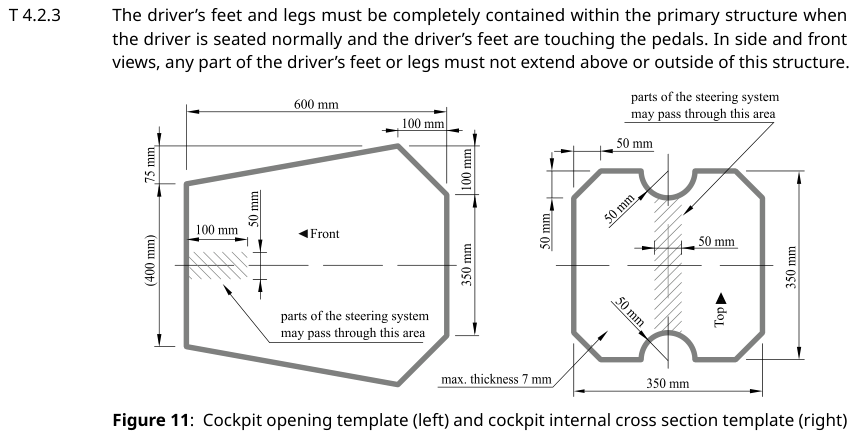 T 4.2.3 The driver’s feet and legs must be completely contained within the primary structure when
the driver is seated normally and the driver’s feet are touching the pedals. In side and front
views, any part of the driver’s feet or legs must not extend above or outside of this structure.
600 mm
100 mm
75 mm
100 mm
100 mm
50 mm
◄Front
(400 mm)
350 mm
parts of the steering system
may pass through this area
parts of the steering system
may pass through this area
50 mm
50 mm
50 mm
50 mm
350 mm
50 mm
Top►
max. thickness 7 mm
350 mm
Figure 11: Cockpit opening template (left) and cockpit internal cross section template (right)